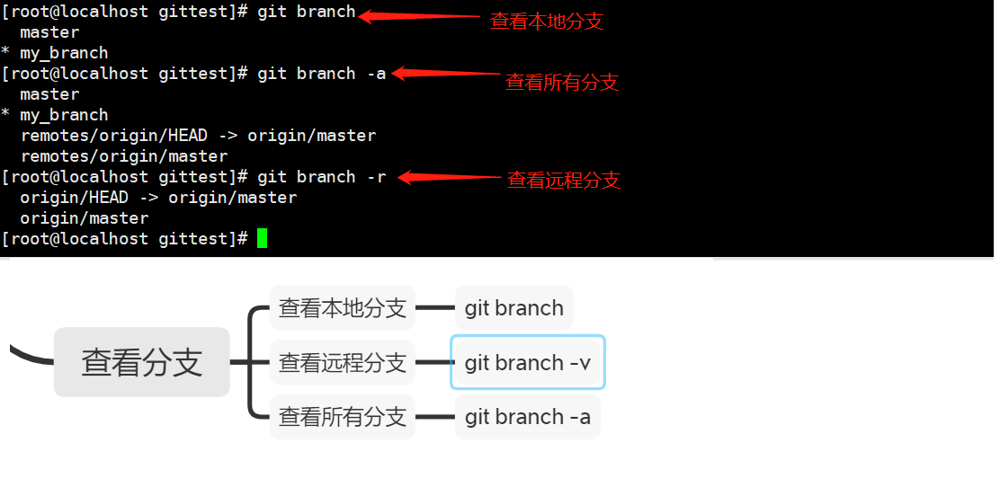 [root@localhost gittest]# git branch 查看本地分支
  master
* my_branch
[root@localhost gittest]# git branch -a 查看所有分支
  master
* my_branch
  remotes/origin/HEAD -> origin/master
  remotes/origin/master
[root@localhost gittest]# git branch -r 查看远程分支
  origin/HEAD -> origin/master
  origin/master
[root@localhost gittest]#
查看分支
查看本地分支 git branch
查看远程分支 git branch -v
查看所有分支 git branch -a